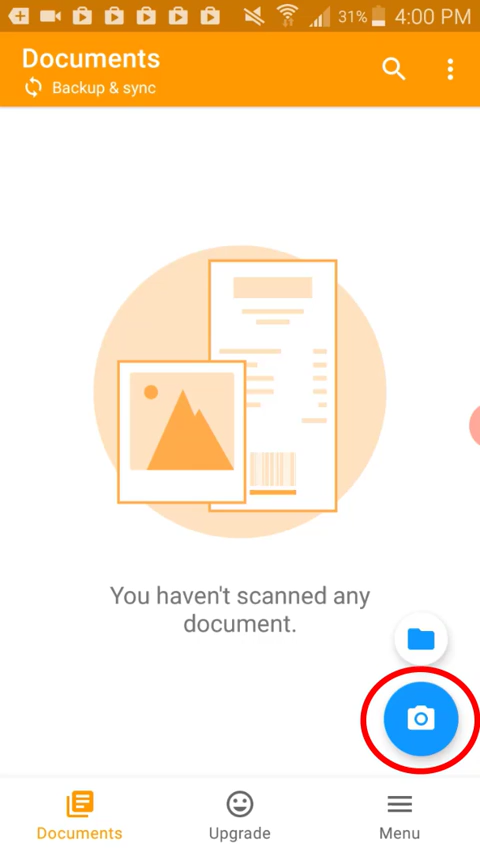 31% 4:00 PM
Documents
Backup & sync
You haven't scanned any
document.
Documents Upgrade Menu